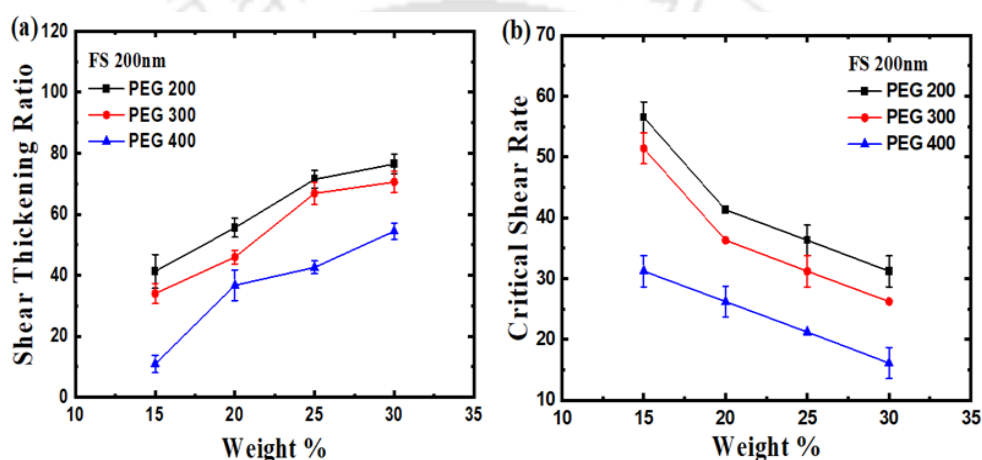 (a)
120
100
80
60
40
20
0
Shear Thickening Ratio
FS 200nm
PEG 200
PEG 300
PEG 400
10 15 20 25 30 35
Weight %
(b)
70
60
50
40
30
20
10
Critical Shear Rate
FS 200nm
PEG 200
PEG 300
PEG 400
10 15 20 25 30 35
Weight %